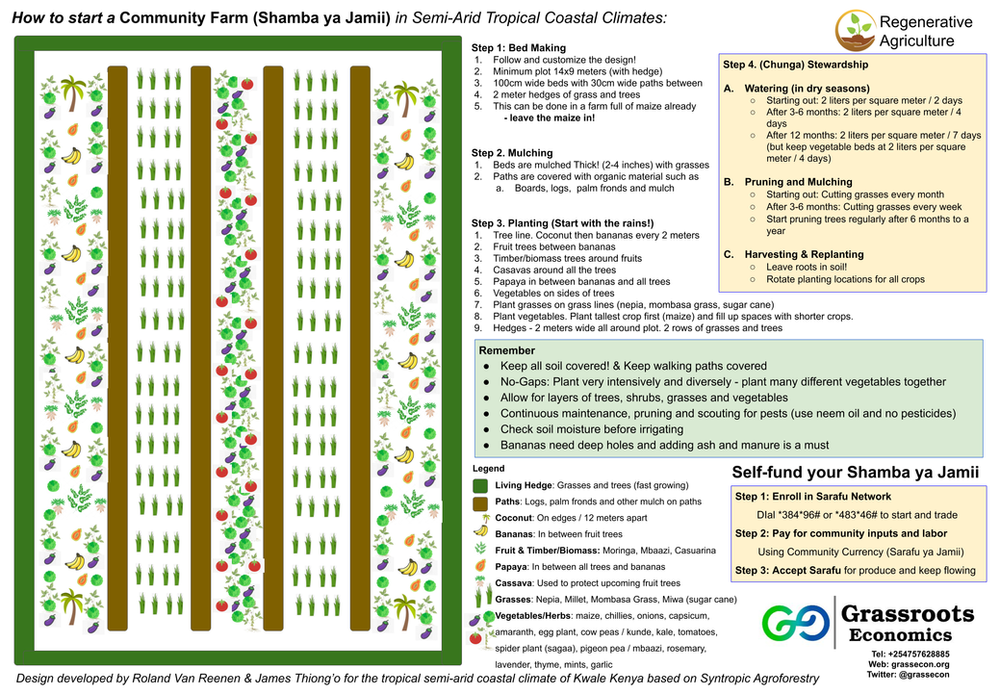 How to start a Community Farm (Shamba ya Jamii) in Semi-Arid Tropical Coastal Climates:
Regenerative
Agriculture
Step 1: Bed Making
1. Follow and customize the design!
2. Minimum plot 14x9 meters (with hedge)
3. 100cm wide beds with 30cm wide paths between
4. 2 meter hedges of grass and trees
5. This can be done in a farm full of maize already
- leave the maize in!
Step 2. Mulching
1. Beds are mulched Thick! (2-4 inches) with grasses
2. Paths are covered with organic material such as
a. Boards, logs, palm fronds and mulch
Step 3. Planting (Start with the rains!)
1. Tree line. Coconut then bananas every 2 meters
2. Fruit trees between bananas
3. Timber/biomass trees around fruits
4. Casavas around all the trees
5. Papaya in between bananas and all trees
6. Vegetables on sides of trees
7. Plant grasses on grass lines (nepia, mombasa grass, sugar cane)
8. Plant vegetables. Plant tallest crop first (maize) and fill up spaces with shorter crops.
9. Hedges - 2 meters wide all around plot. 2 rows of grasses and trees
Step 4. (Chunga) Stewardship
A. Watering (in dry seasons)
○ Starting out: 2 liters per square meter / 2 days
○ After 3-6 months: 2 liters per square meter / 4
days
○ After 12 months: 2 liters per square meter / 7 days
(but keep vegetable beds at 2 liters per square
meter / 4 days)
B. Pruning and Mulching
○ Starting out: Cutting grasses every month
○ After 3-6 months: Cutting grasses every week
○ Start pruning trees regularly after 6 months to a
year
C. Harvesting & Replanting
○ Leave roots in soil!
○ Rotate planting locations for all crops
Remember
● Keep all soil covered! & Keep walking paths covered
● No-Gaps: Plant very intensively and diversely - plant many different vegetables together
● Allow for layers of trees, shrubs, grasses and vegetables
● Continuous maintenance, pruning and scouting for pests (use neem oil and no pesticides)
● Check soil moisture before irrigating
● Bananas need deep holes and adding ash and manure is a must
Legend
Living Hedge: Grasses and trees (fast growing)
Paths: Logs, palm fronds and other mulch on paths
Coconut: On edges / 12 meters apart
Bananas: In between fruit trees
Fruit & Timber/Biomass: Moringa, Mbaazi, Casuarina
Papaya: In between all trees and bananas
Cassava: Used to protect upcoming fruit trees
Grasses: Nepia, Millet, Mombasa Grass, Miwa (sugar cane)
Vegetables/Herbs: maize, chillies, onions, capsicum,
amaranth, egg plant, cow peas / kunde, kale, tomatoes,
spider plant (sagaa), pigeon pea / mbaazi, rosemary,
lavender, thyme, mints, garlic
Self-fund your Shamba ya Jamii
Step 1: Enroll in Sarafu Network
DIal *384*96# or *483*46# to start and trade
Step 2: Pay for community inputs and labor
Using Community Currency (Sarafu ya Jamii)
Step 3: Accept Sarafu for produce and keep flowing
Grassroots
Economics
Tel: +254757628885
Web: grassecon.org
Twitter: @grassecon
Design developed by Roland Van Reenen & James Thiong'o for the tropical semi-arid coastal climate of Kwale Kenya based on Syntropic Agroforestry